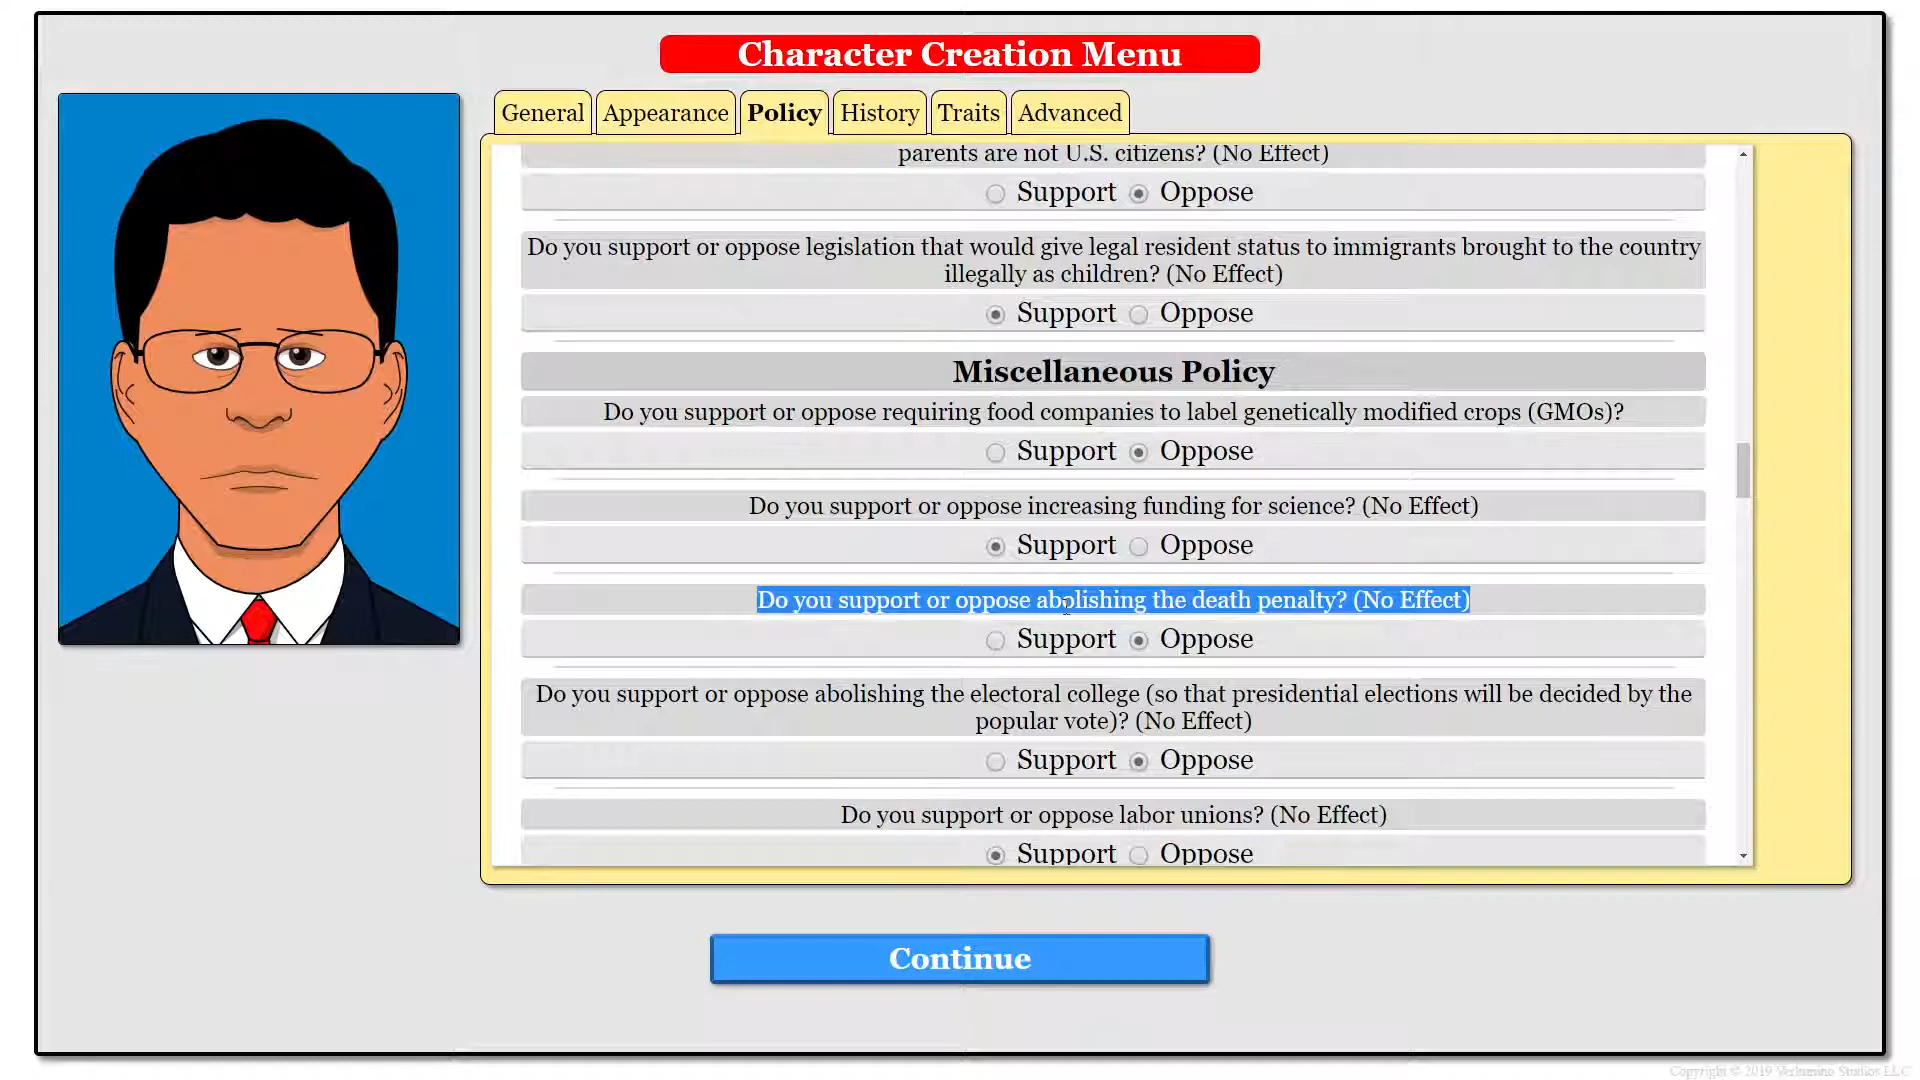 Character Creation Menu
General Appearance Policy History Traits Advanced
parents are not U.S. citizens? (No Effect)
Support Oppose
Do you support or oppose legislation that would give legal resident status to immigrants brought to the country
illegally as children? (No Effect)
Support Oppose
Miscellaneous Policy
Do you support or oppose requiring food companies to label genetically modified crops (GMOs)?
Support Oppose
Do you support or oppose increasing funding for science? (No Effect)
Support Oppose
Do you support or oppose abolishing the death penalty? (No Effect)
Support Oppose
Do you support or oppose abolishing the electoral college (so that presidential elections will be decided by the
popular vote)? (No Effect)
Support Oppose
Do you support or oppose labor unions? (No Effect)
Support Oppose
Continue
Copyright © 2019 Verlumino Studios LLC